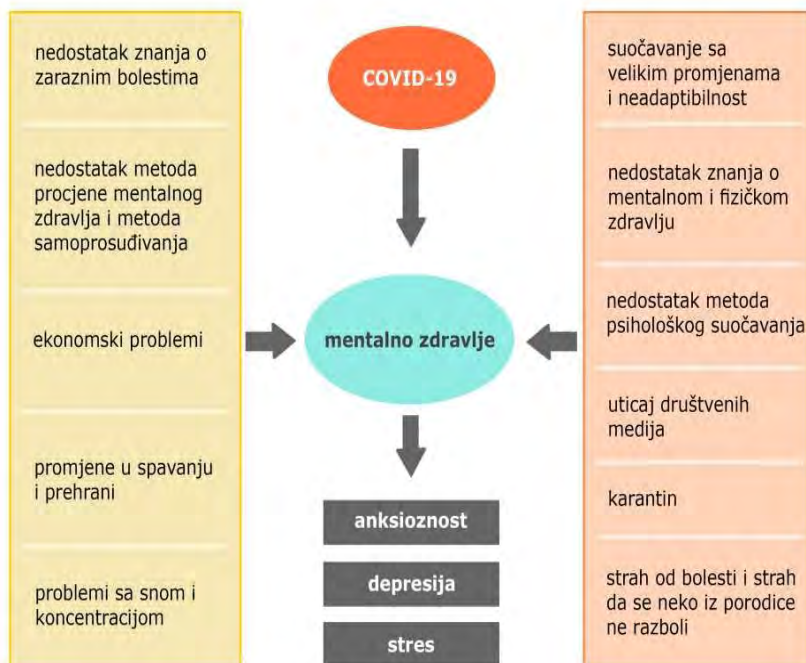 nedostatak znanja o
zaraznim bolestima
nedostatak metoda
procjene mentalnog
zdravlja i metoda
samoprosuđivanja
ekonomski problemi
promjene u spavanju
i prehrani
problemi sa snom i
koncentracijom
COVID-19
mentalno zdravlje
anksioznost
depresija
stres
suočavanje sa
velikim promjenama
i neadaptibilnost
nedostatak znanja o
mentalnom i fizičkom
zdravlju
nedostatak metoda
psihološkog suočavanja
uticaj društvenih
medija
karantin
strah od bolesti i strah
da se neko iz porodice
ne razboli